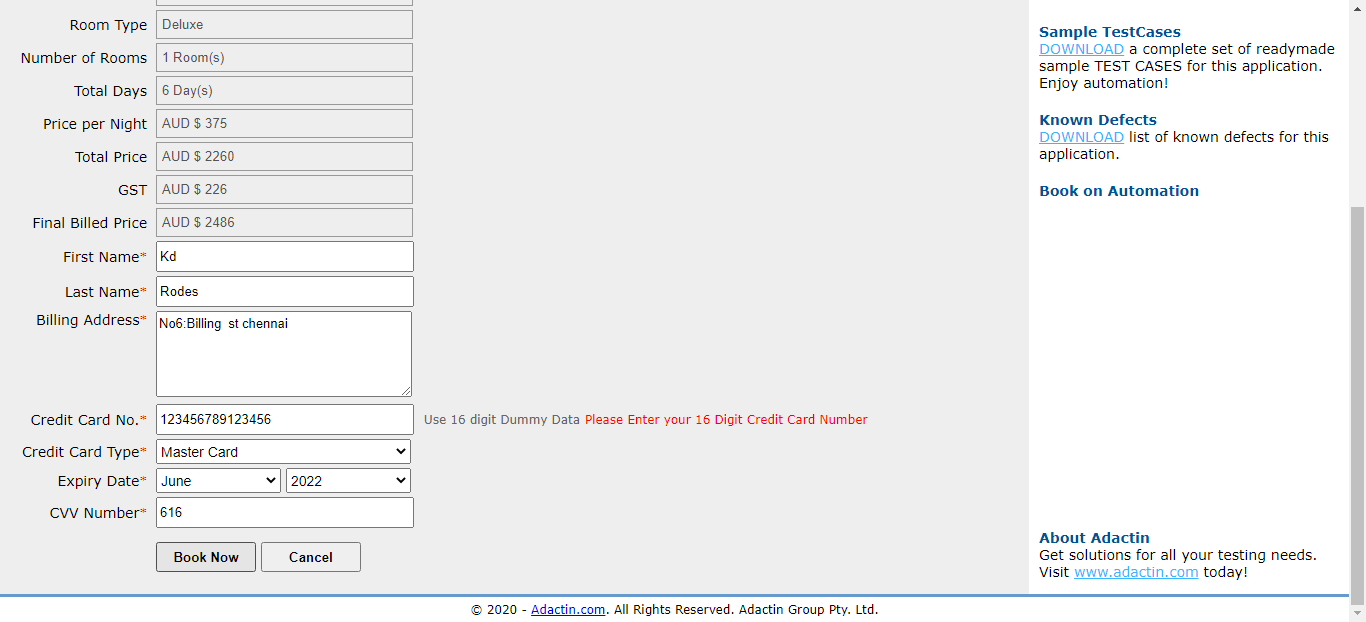 Room Type Deluxe
Number of Rooms 1 Room(s)
Total Days 6 Day(s)
Price per Night AUD $ 375
Total Price AUD $ 2260
GST AUD $ 226
Final Billed Price AUD $ 2486
First Name* Kd
Last Name* Rodes
Billing Address* No6:Billing  st chennai
Credit Card No.* 123456789123456 Use 16 digit Dummy Data Please Enter your 16 Digit Credit Card Number
Credit Card Type* Master Card
Expiry Date* June 2022
CVV Number* 616
Book Now Cancel
Sample TestCases
DOWNLOAD a complete set of readymade
sample TEST CASES for this application.
Enjoy automation!
Known Defects
DOWNLOAD list of known defects for this
application.
Book on Automation
About Adactin
Get solutions for all your testing needs.
Visit www.adactin.com today!
© 2020 - Adactin.com. All Rights Reserved. Adactin Group Pty. Ltd.